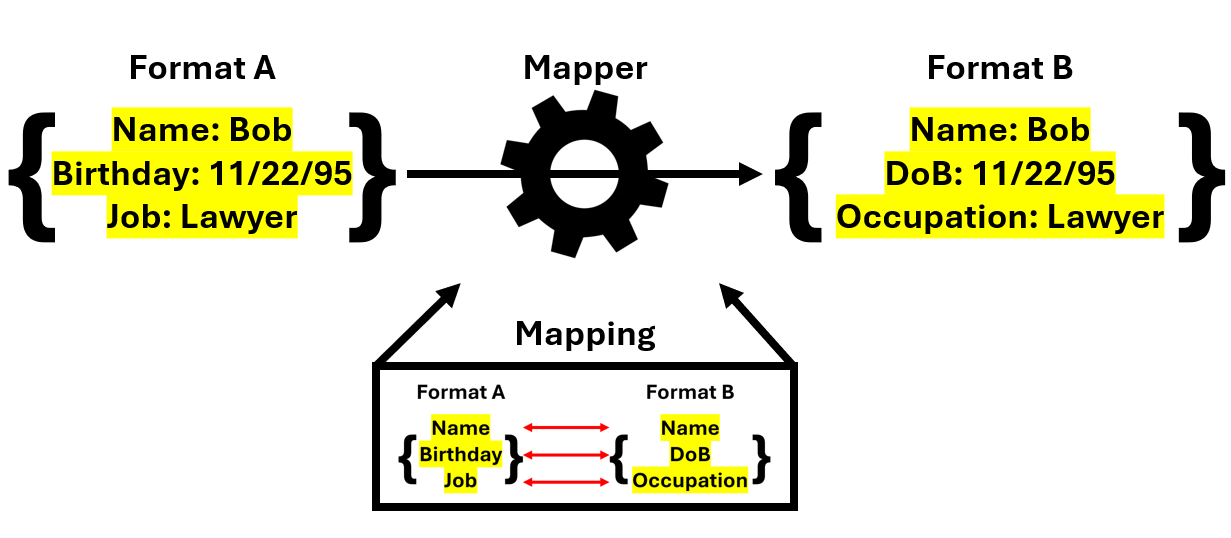 Format A
Mapper
Format B
{ Name: Bob
Birthday: 11/22/95
Job: Lawyer }
{ Name: Bob
DoB: 11/22/95
Occupation: Lawyer }
Mapping
Format A
Format B
{ Name
Birthday
Job }
{ Name
DoB
Occupation }